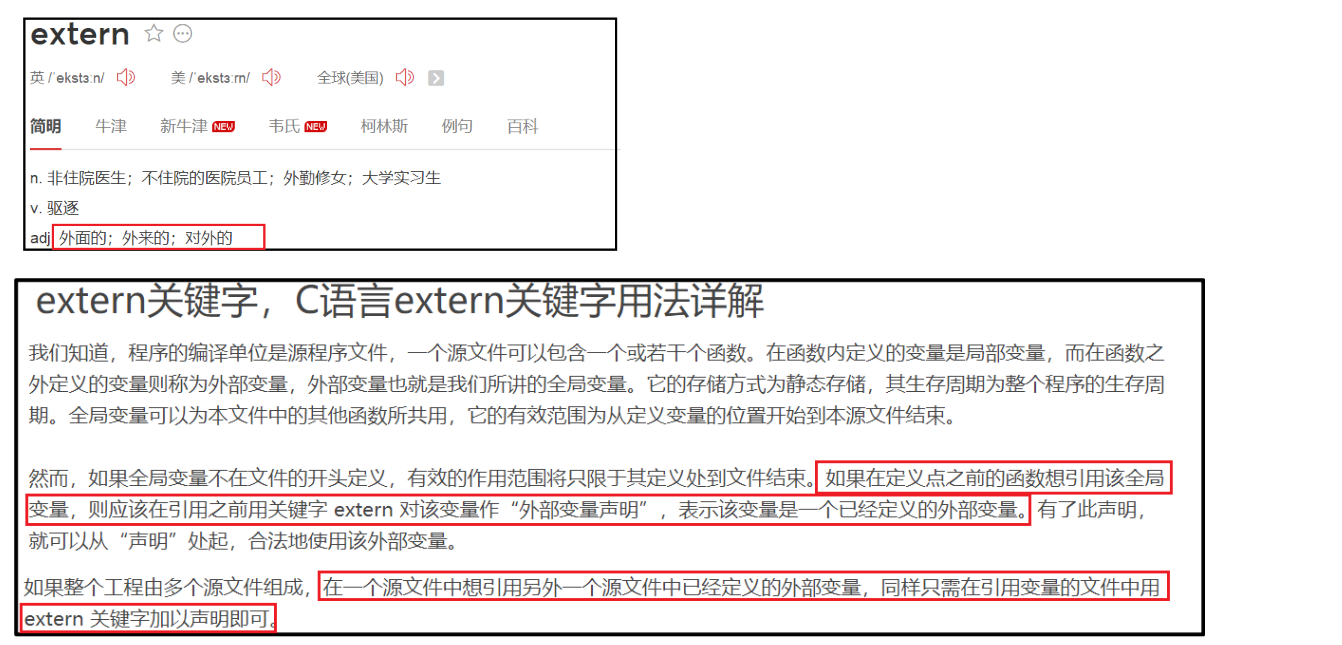 extern
英 /ˈekstɜːn/ 美 /ˈekstɜːrn/ 全球(美国)
简明 牛津 新牛津 NEW 韦氏 NEW 柯林斯 例句 百科
n. 非住院医生；不住院的医院员工；外勤修女；大学实习生
v. 驱逐
adj 外面的；外来的；对外的
extern关键字，C语言extern关键字用法详解
我们知道，程序的编译单位是源程序文件，一个源文件可以包含一个或若干个函数。在函数内定义的变量是局部变量，而在函数之
外定义的变量则称为外部变量，外部变量也就是我们所讲的全局变量。它的存储方式为静态存储，其生存周期为整个程序的生存周
期。全局变量可以为本文件中的其他函数所共用，它的有效范围为从定义变量的位置开始到本源文件结束。
然而，如果全局变量不在文件的开头定义，有效的作用范围将只限于其定义处到文件结束。如果在定义点之前的函数想引用该全局
变量，则应该在引用之前用关键字 extern 对该变量作“外部变量声明”，表示该变量是一个已经定义的外部变量。有了此声明，
就可以从“声明”处起，合法地使用该外部变量。
如果整个工程由多个源文件组成，在一个源文件中想引用另外一个源文件中已经定义的外部变量，同样只需在引用变量的文件中用
extern 关键字加以声明即可。